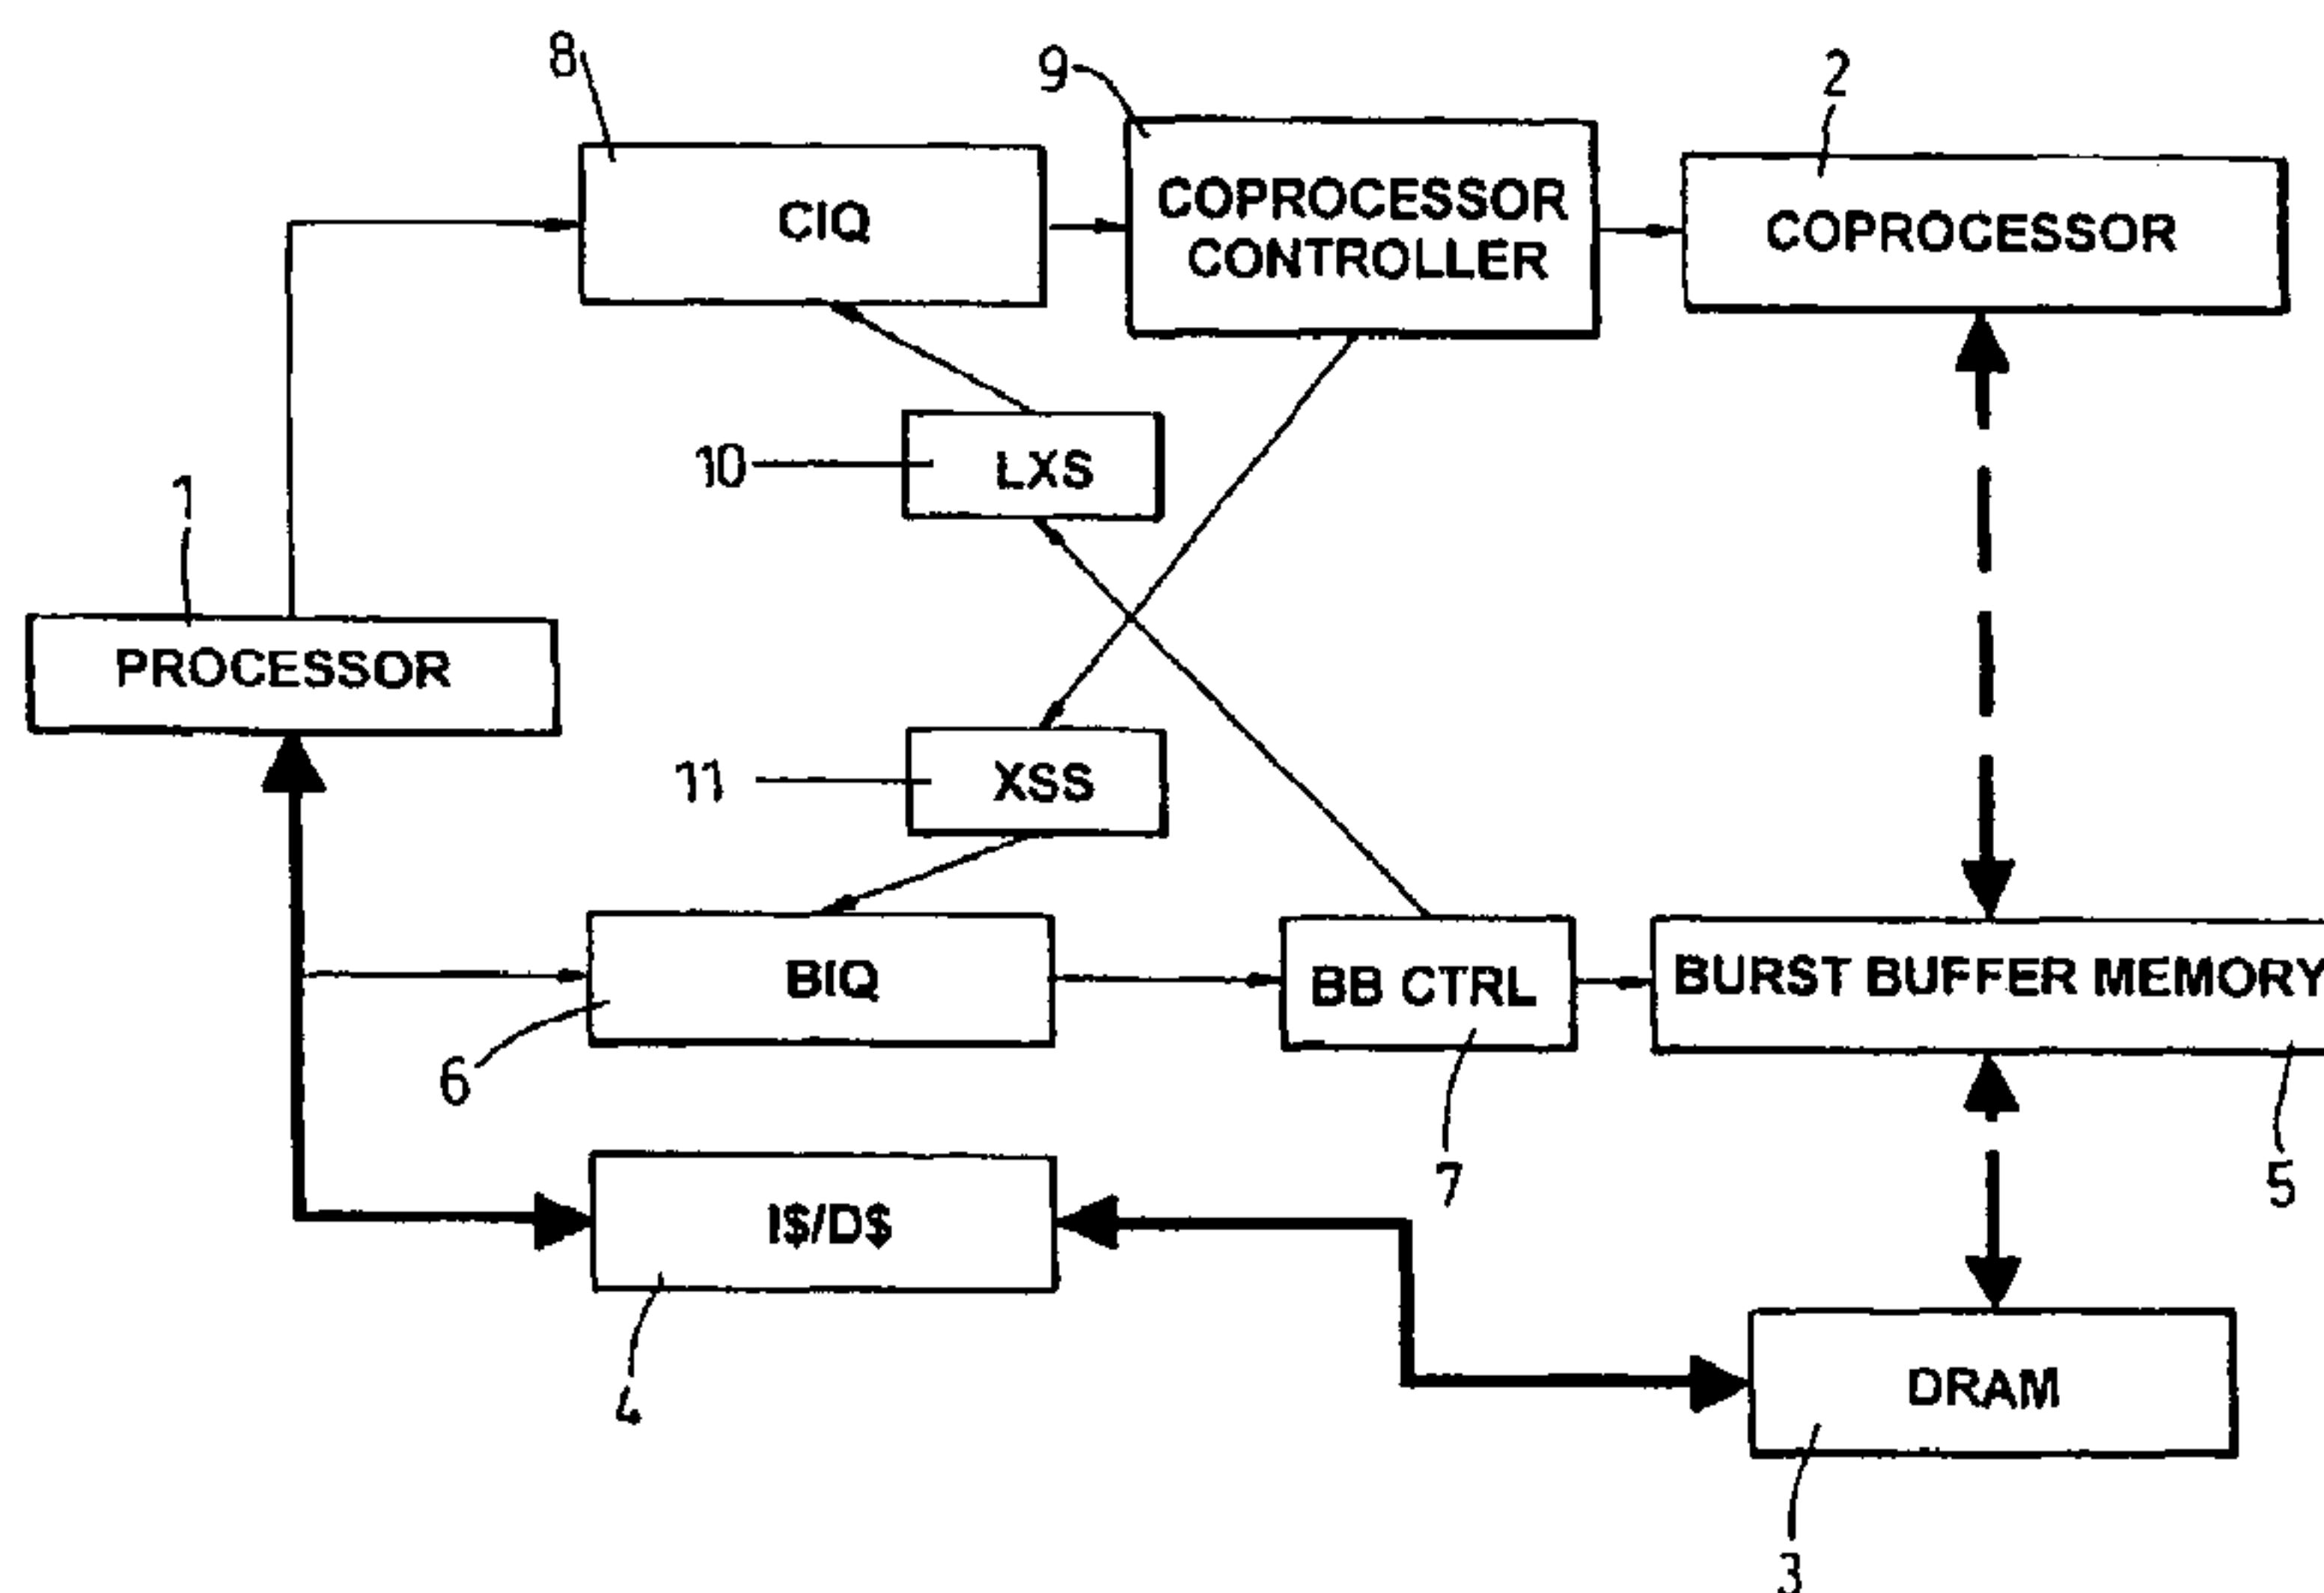 8
9
2
CIQ
COPROCESSOR
CONTROLLER
COPROCESSOR
10
LXS
1
PROCESSOR
11
XSS
BIQ
BB CTRL
BURST BUFFER MEMORY
6
7
5
I$/D$
4
DRAM
3